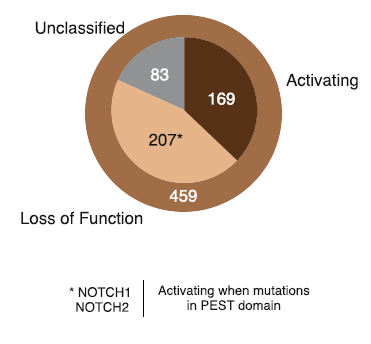 Unclassified
83
Activating
169
207*
459
Loss of Function
* NOTCH1
NOTCH2
Activating when mutations
in PEST domain